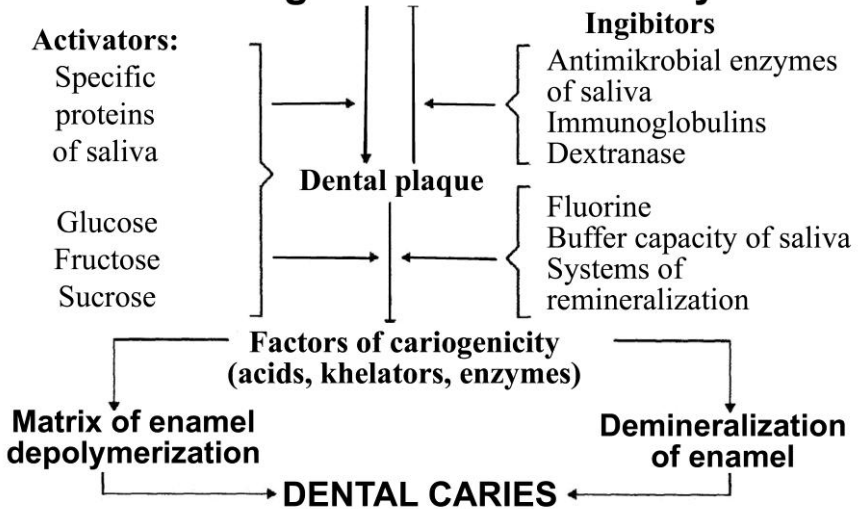 Activators:
Specific
proteins
of saliva
Glucose
Fructose
Sucrose
Ingibitors
Antimikrobial enzymes
of saliva
Immunoglobulins
Dextranase
Dental plaque
Fluorine
Buffer capacity of saliva
Systems of
remineralization
Factors of cariogenicity
(acids, khelators, enzymes)
Matrix of enamel
depolymerization
Demineralization
of enamel
DENTAL CARIES